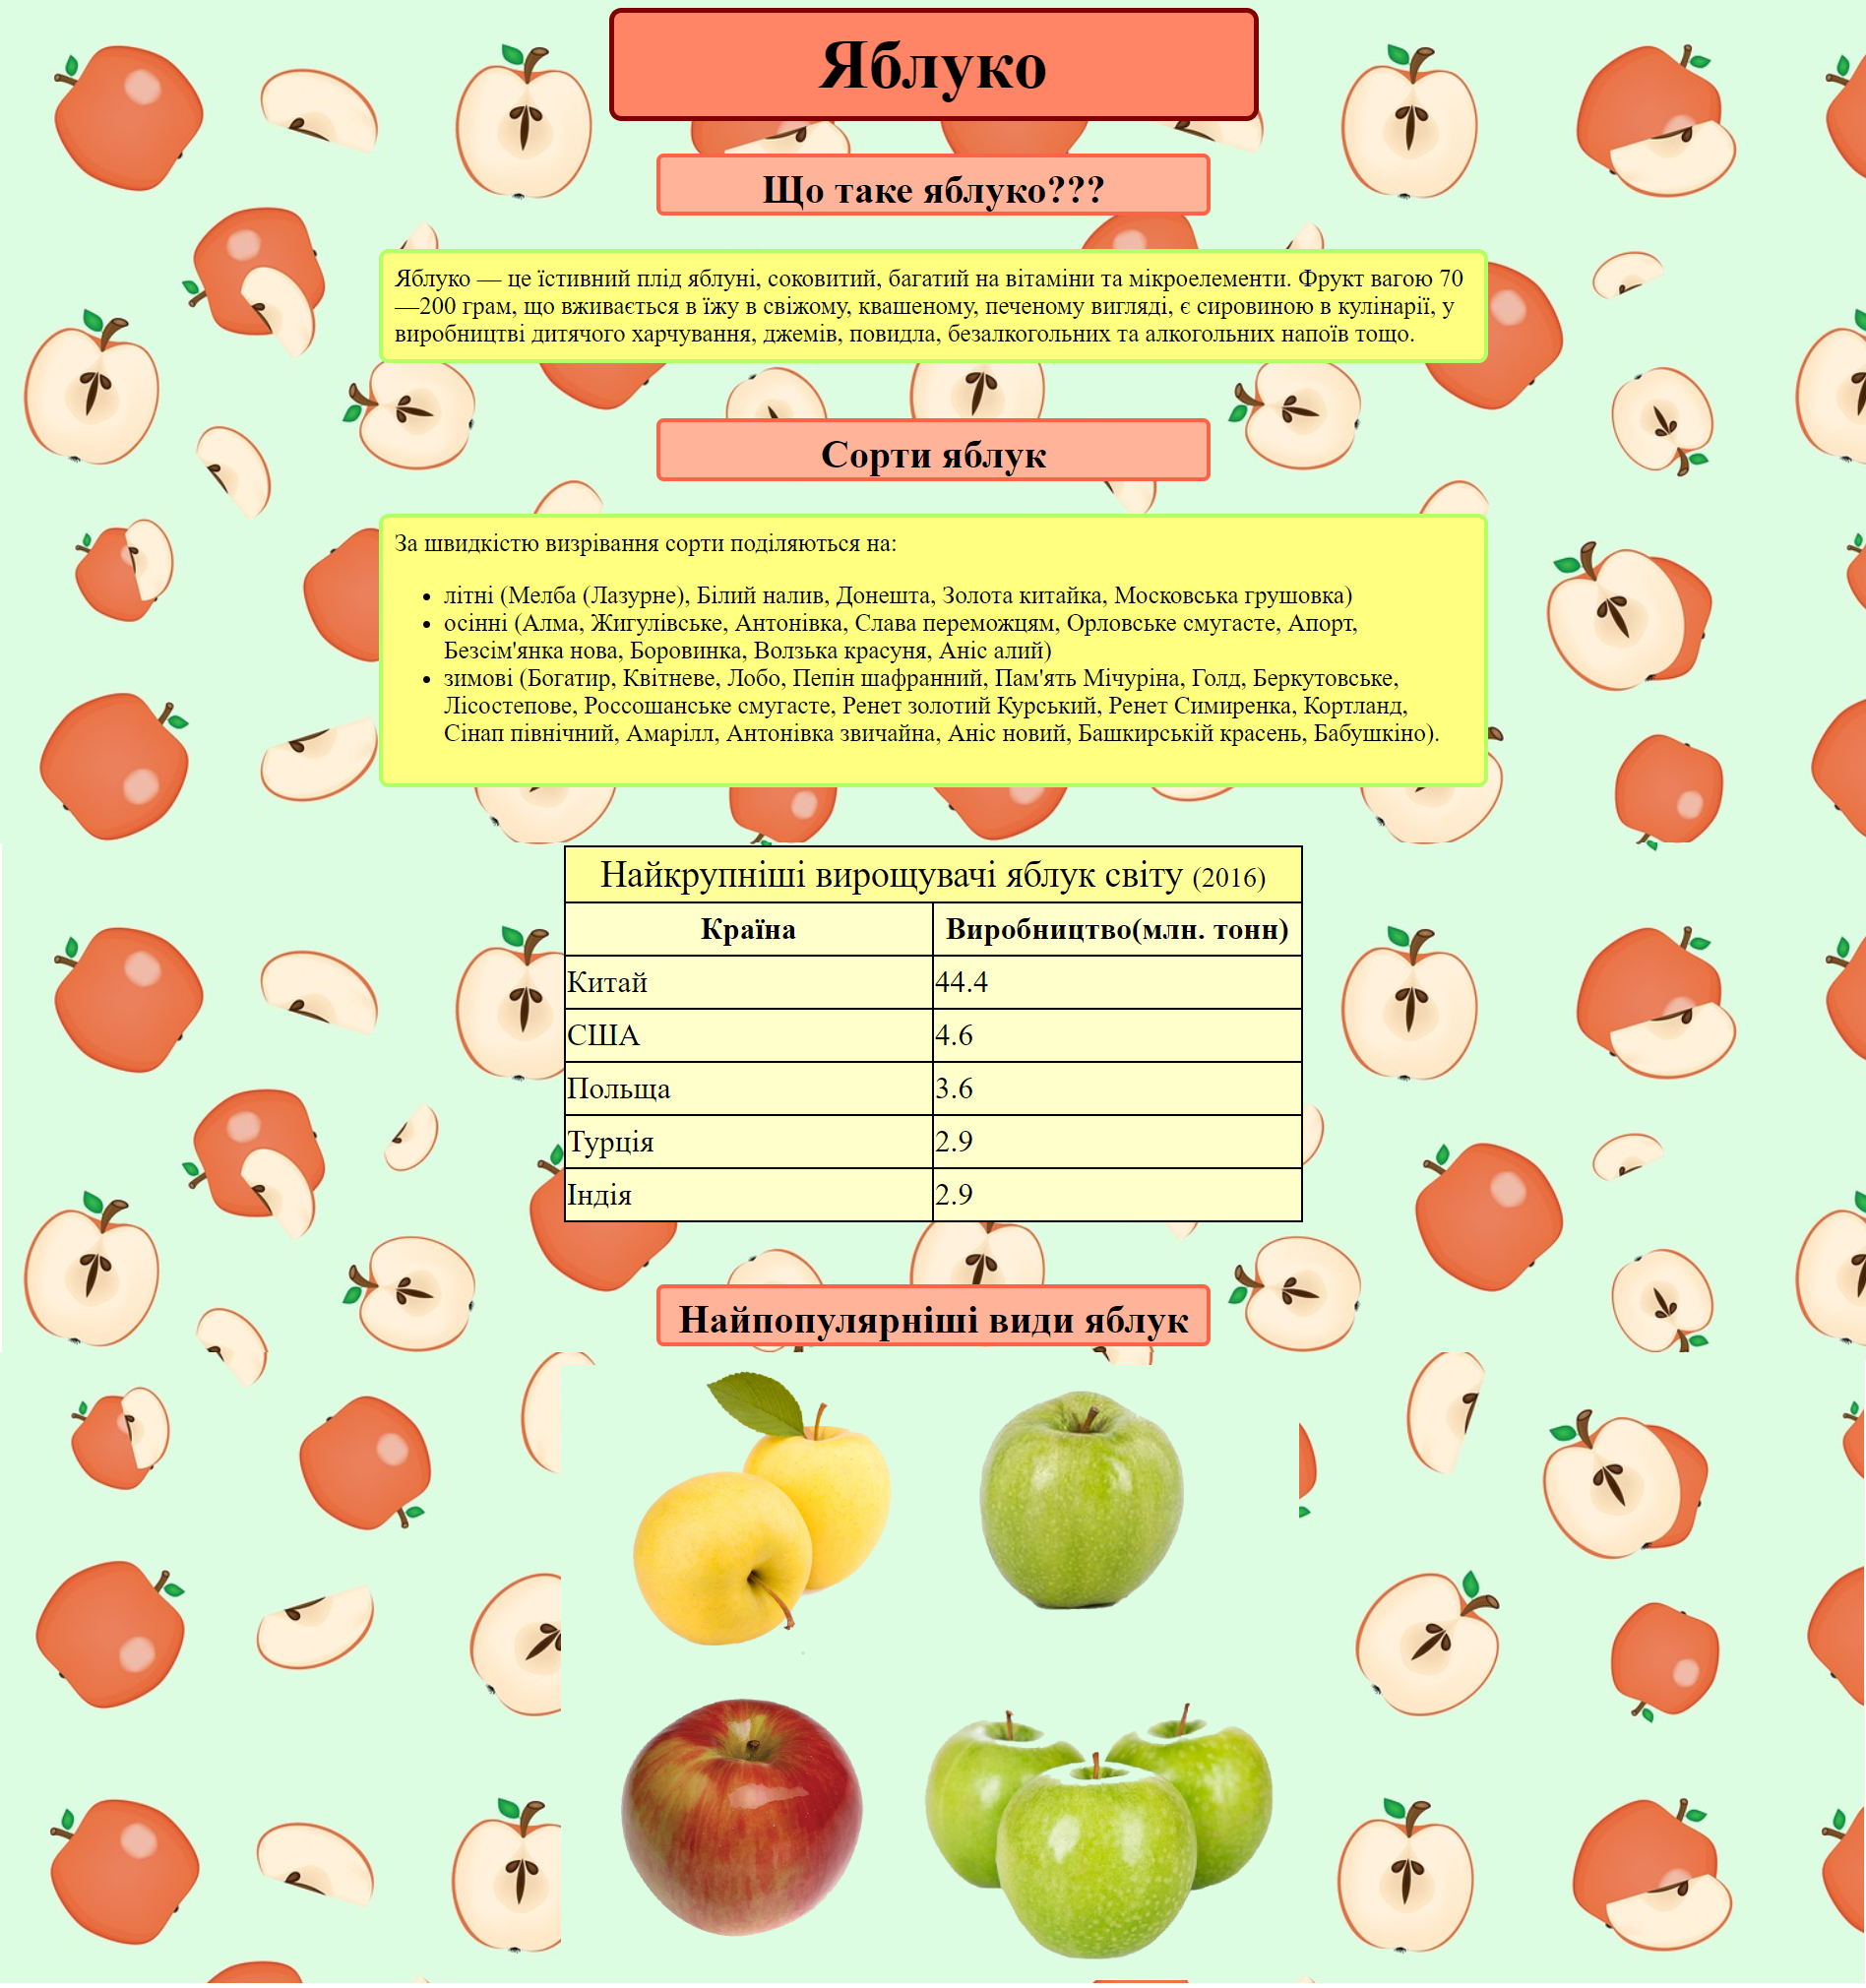 Яблуко
Що таке яблуко???
Яблуко — це їстивний плід яблуні, соковитий, багатий на вітаміни та мікроелементи. Фрукт вагою 70
—200 грам, що вживається в їжу в свіжому, квашеному, печеному вигляді, є сировиною в кулінарії, у
виробництві дитячого харчування, джемів, повидла, безалкогольних та алкогольних напоїв тощо.
Сорти яблук
За швидкістю визрівання сорти поділяються на:
• літні (Мелба (Лазурне), Білий налив, Донешта, Золота китайка, Московська грушовка)
• осінні (Алма, Жигулівське, Антонівка, Слава переможцям, Орловське смугасте, Апорт,
Безсім'янка нова, Боровинка, Волзька красуня, Аніс алий)
• зимові (Богатир, Квітневе, Лобо, Пепін шафранний, Пам'ять Мічуріна, Голд, Беркутовське,
Лісостепове, Россошанське смугасте, Ренет золотий Курський, Ренет Симиренка, Кортланд,
Сінап північний, Амарілл, Антонівка звичайна, Аніс новий, Башкирській красень, Бабушкіно).
Найкрупніші вирощувачі яблук світу (2016)
Країна Виробництво(млн. тонн)
Китай 44.4
США 4.6
Польща 3.6
Турція 2.9
Індія 2.9
Найпопулярніші види яблук